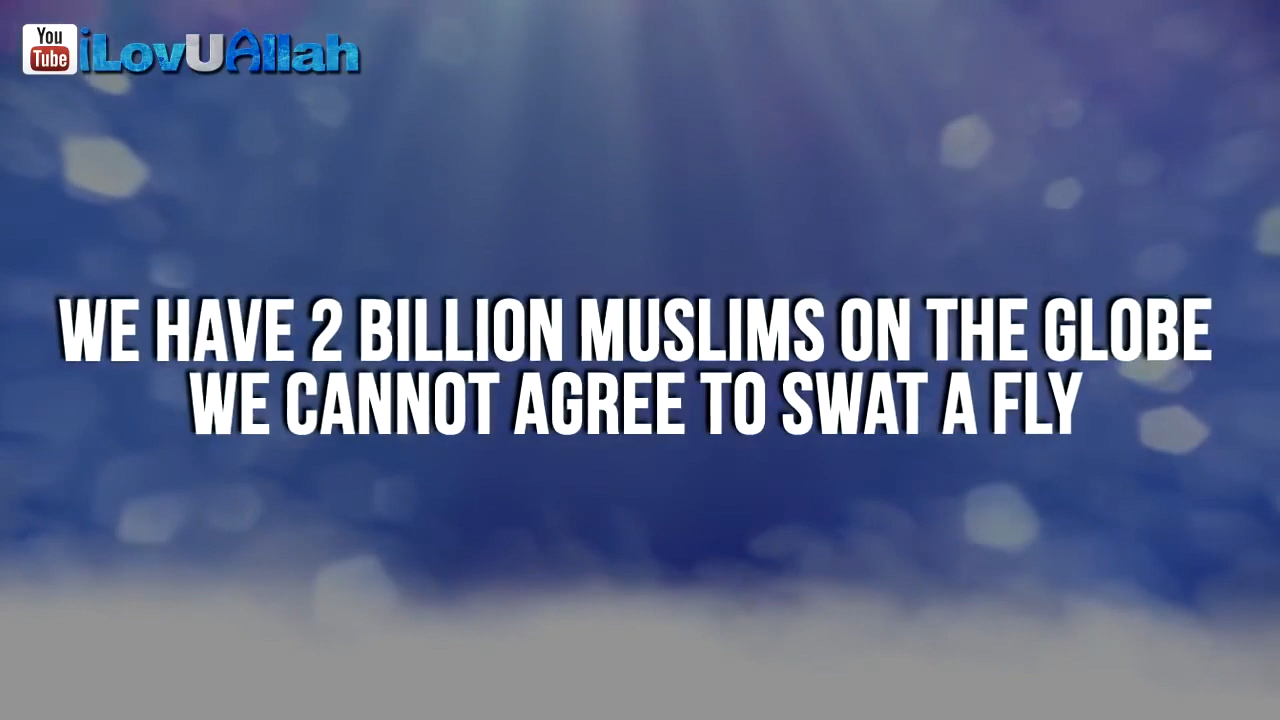 You
Tube iLovUAllah
WE HAVE 2 BILLION MUSLIMS ON THE GLOBE
WE CANNOT AGREE TO SWAT A FLY